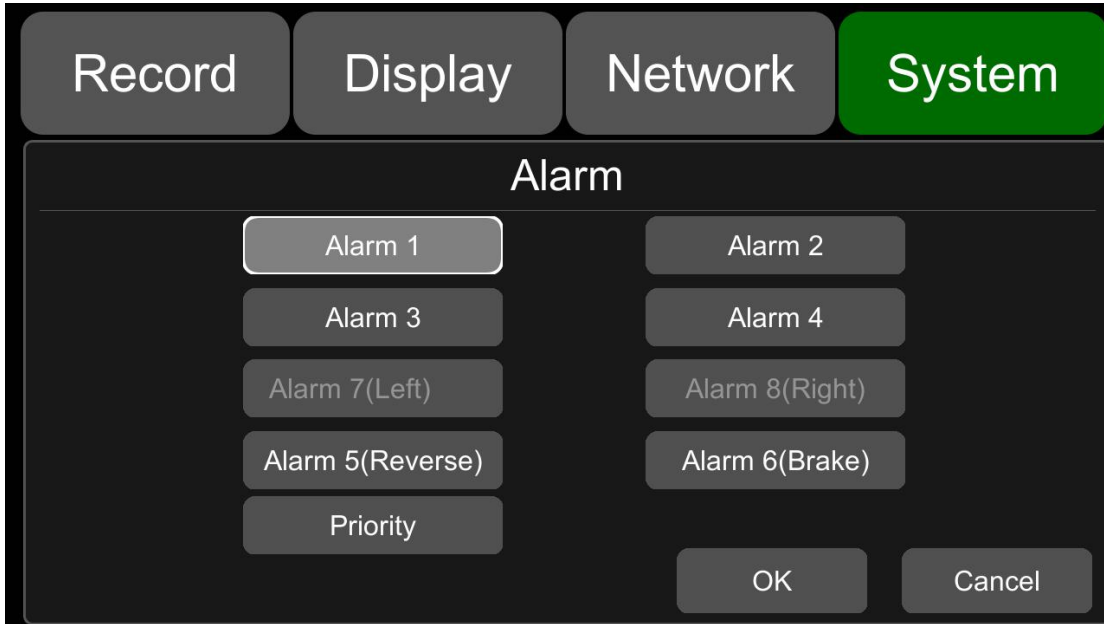 Record Display Network System
Alarm
Alarm 1 Alarm 2
Alarm 3 Alarm 4
Alarm 7(Left) Alarm 8(Right)
Alarm 5(Reverse) Alarm 6(Brake)
Priority
OK Cancel